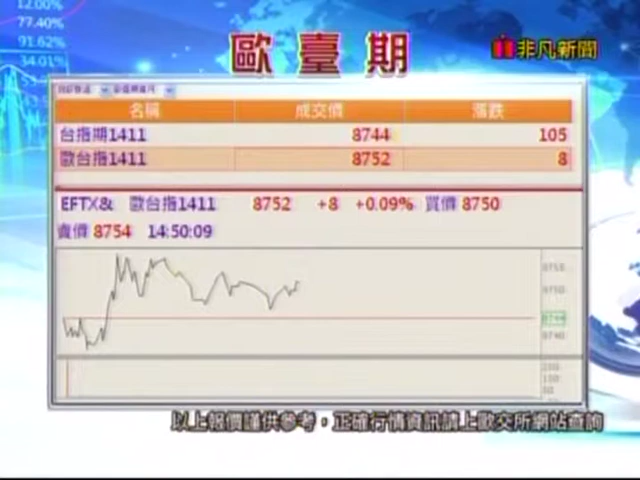 12.00%
77.40%
91.62%
34.01%
歐臺期
非凡新聞
名稱 成交價 漲跌
台指期1411 8744 105
歐台指1411 8752 8
EFTX&t 歐台指1411 8752 +8 +0.09% 買價 8750
賣價 8754 14:50:09
8750
8744
8740
以上報價謹供參考，正確行情資訊請上歐交所網站查詢